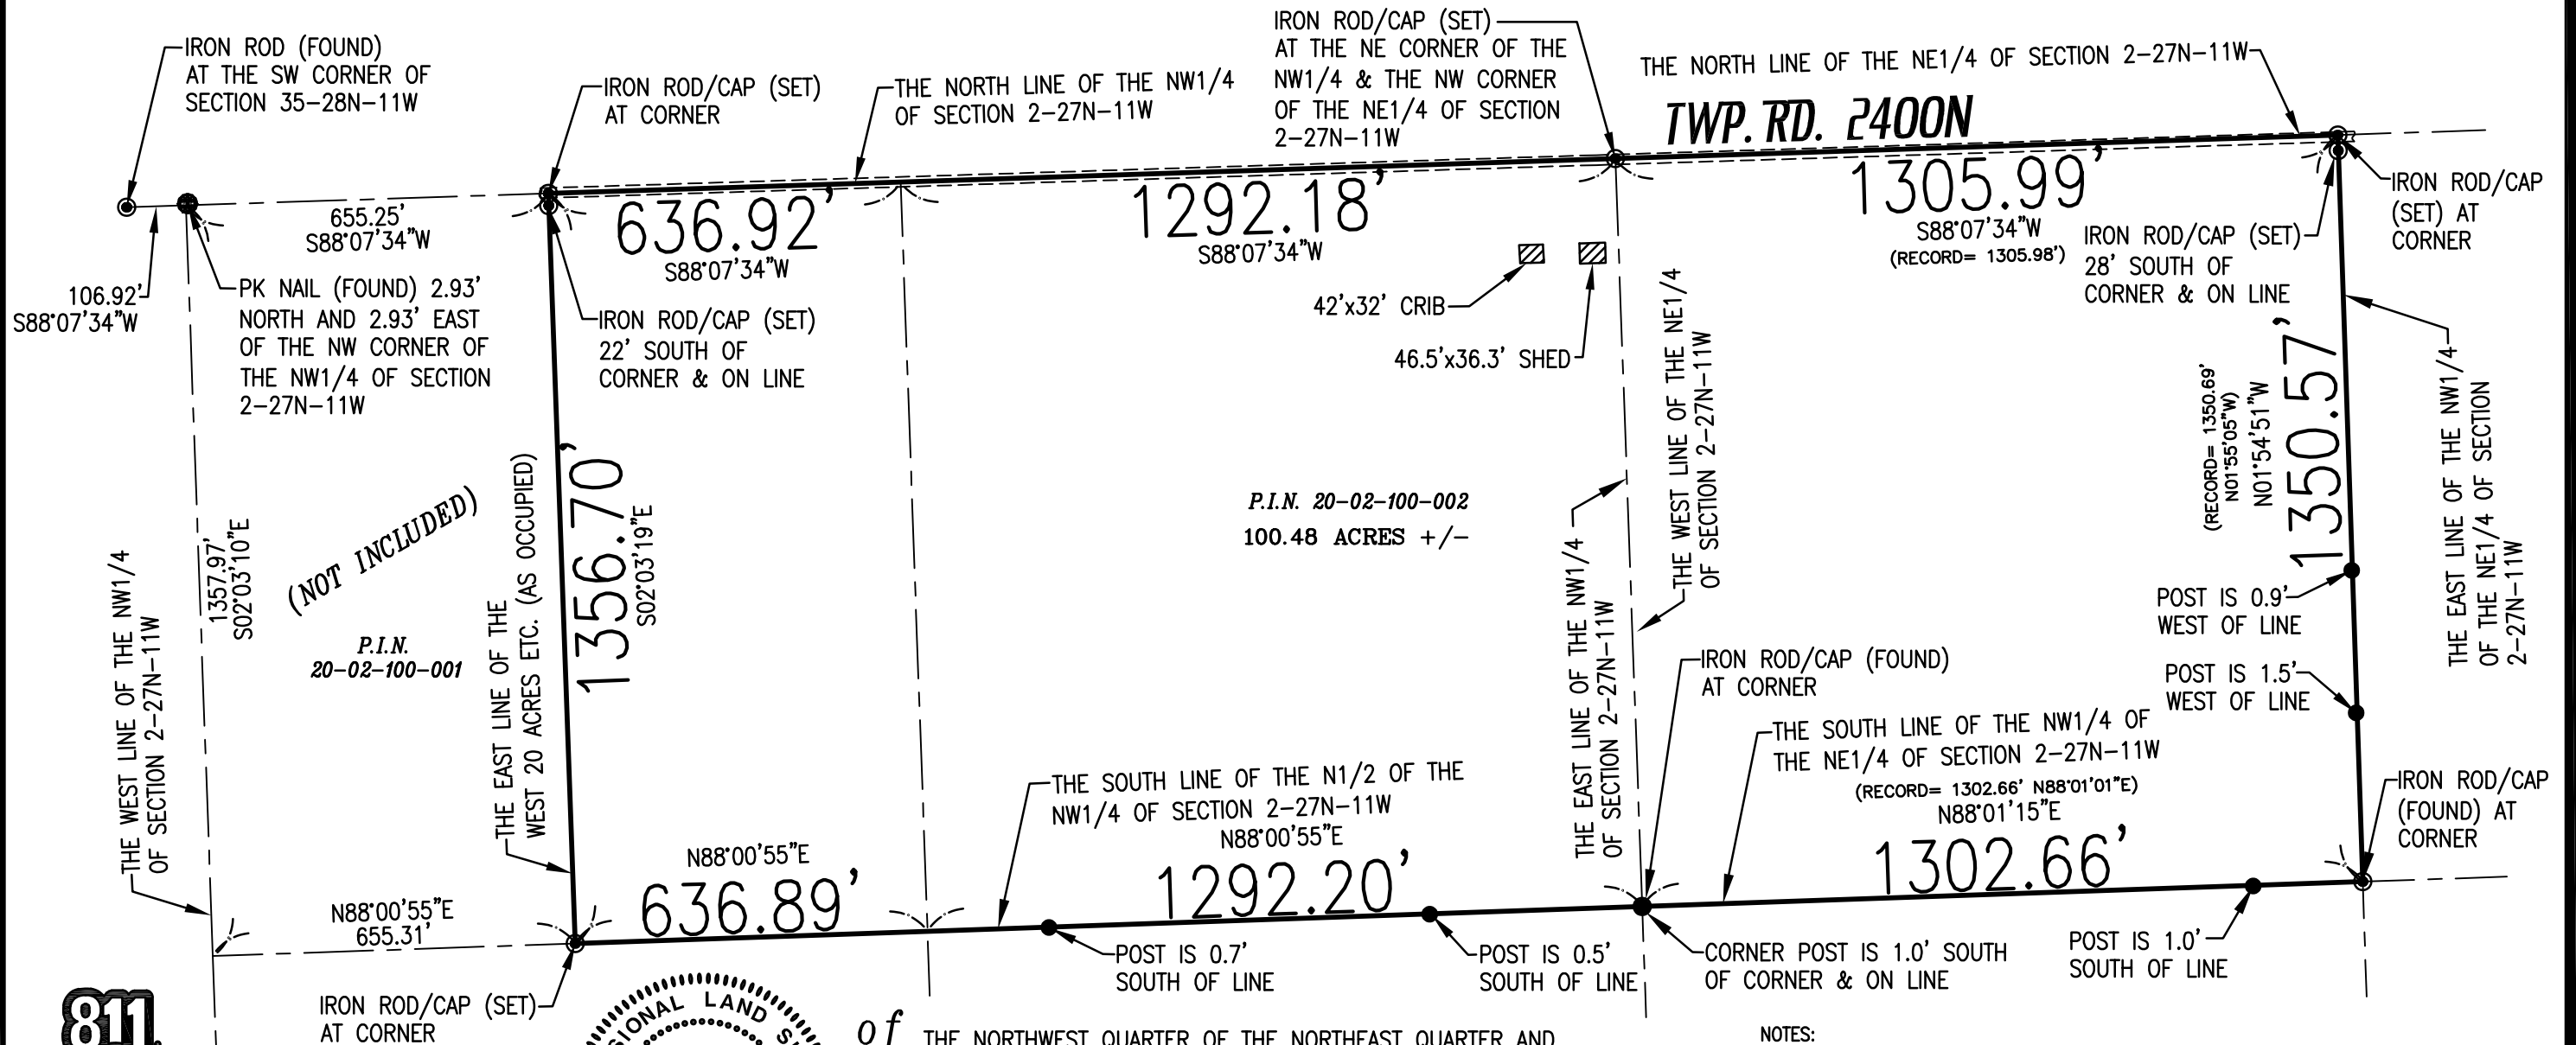 IRON ROD (FOUND)
AT THE SW CORNER OF
SECTION 35-28N-11W
IRON ROD/CAP (SET)
AT CORNER
THE NORTH LINE OF THE NW1/4
OF SECTION 2-27N-11W
IRON ROD/CAP (SET)
AT THE NE CORNER OF THE
NW1/4 & THE NW CORNER
OF THE NE1/4 OF SECTION
2-27N-11W
THE NORTH LINE OF THE NE1/4 OF SECTION 2-27N-11W
TWP. RD. 2400N
IRON ROD/CAP
(SET) AT
CORNER
655.25'
S88°07'34"W
636.92'
S88°07'34"W
1292.18'
S88°07'34"W
1305.99'
S88°07'34"W
(RECORD= 1305.98')
IRON ROD/CAP (SET)
28' SOUTH OF
CORNER & ON LINE
106.92'
S88°07'34"W
PK NAIL (FOUND) 2.93'
NORTH AND 2.93' EAST
OF THE NW CORNER OF
THE NW1/4 OF SECTION
2-27N-11W
IRON ROD/CAP (SET)
22' SOUTH OF
CORNER & ON LINE
42'x32' CRIB
46.5'x36.3' SHED
THE WEST LINE OF THE NE1/4
OF SECTION 2-27N-11W
(RECORD= 1350.69'
N01°55'05"W)
N01°54'51"W
1350.57'
THE EAST LINE OF THE NW1/4
OF THE NE1/4 OF SECTION
2-27N-11W
THE WEST LINE OF THE NW1/4
OF SECTION 2-27N-11W
1357.97'
S02°03'10"E
(NOT INCLUDED)
P.I.N.
20-02-100-001
THE EAST LINE OF THE
WEST 20 ACRES ETC. (AS OCCUPIED)
1356.70'
S02°03'19"E
P.I.N. 20-02-100-002
100.48 ACRES +/-
THE EAST LINE OF THE NW1/4
OF SECTION 2-27N-11W
POST IS 0.9'
WEST OF LINE
POST IS 1.5'
WEST OF LINE
IRON ROD/CAP (FOUND)
AT CORNER
THE SOUTH LINE OF THE NW1/4 OF
THE NE1/4 OF SECTION 2-27N-11W
(RECORD= 1302.66' N88°01'01"E)
N88°01'15"E
1302.66'
IRON ROD/CAP
(FOUND) AT
CORNER
THE SOUTH LINE OF THE N1/2 OF THE
NW1/4 OF SECTION 2-27N-11W
N88°00'55"E
1292.20'
N88°00'55"E
636.89'
N88°00'55"E
655.31'
POST IS 0.7'
SOUTH OF LINE
POST IS 0.5'
SOUTH OF LINE
CORNER POST IS 1.0' SOUTH
OF CORNER & ON LINE
POST IS 1.0'
SOUTH OF LINE
IRON ROD/CAP (SET)
AT CORNER
811.
SIONAL LAND S
of
THE NORTHWEST QUARTER OF THE NORTHEAST QUARTER AND
NOTES: